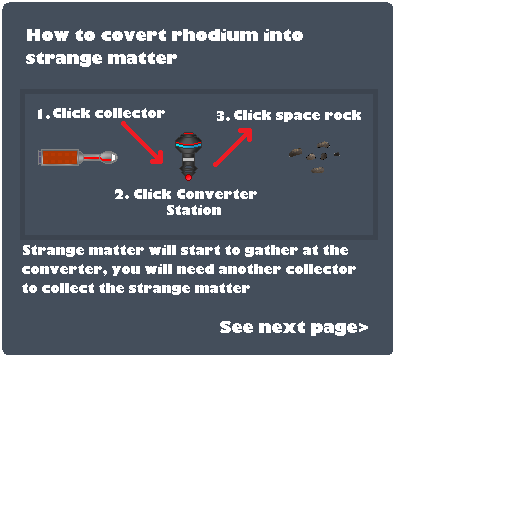 How to covert rhodium into
strange matter
1. Click collector
3. Click space rock
2. Click Converter
Station
Strange matter will start to gather at the
converter, you will need another collector
to collect the strange matter
See next page>